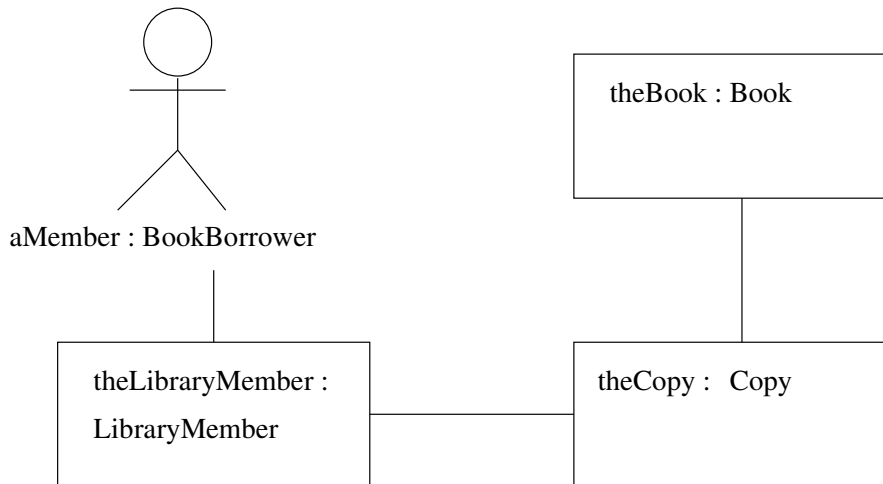 theBook : Book
aMember : BookBorrower
theLibraryMember :
LibraryMember
theCopy : Copy